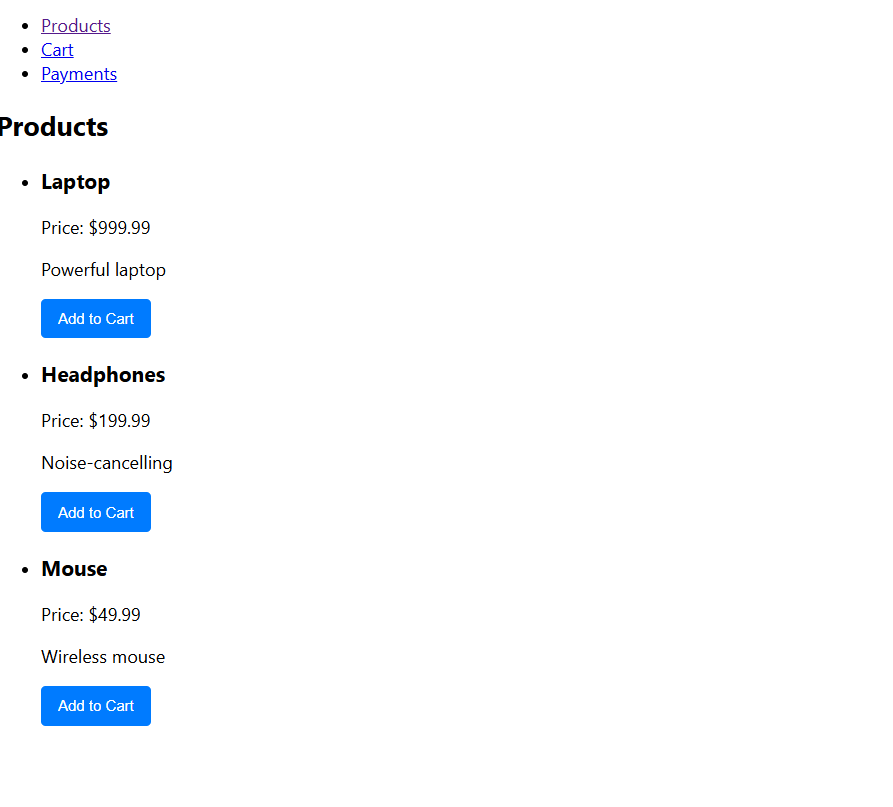 Products
Cart
Payments
Products
Laptop
Price: $999.99
Powerful laptop
Add to Cart
Headphones
Price: $199.99
Noise-cancelling
Add to Cart
Mouse
Price: $49.99
Wireless mouse
Add to Cart